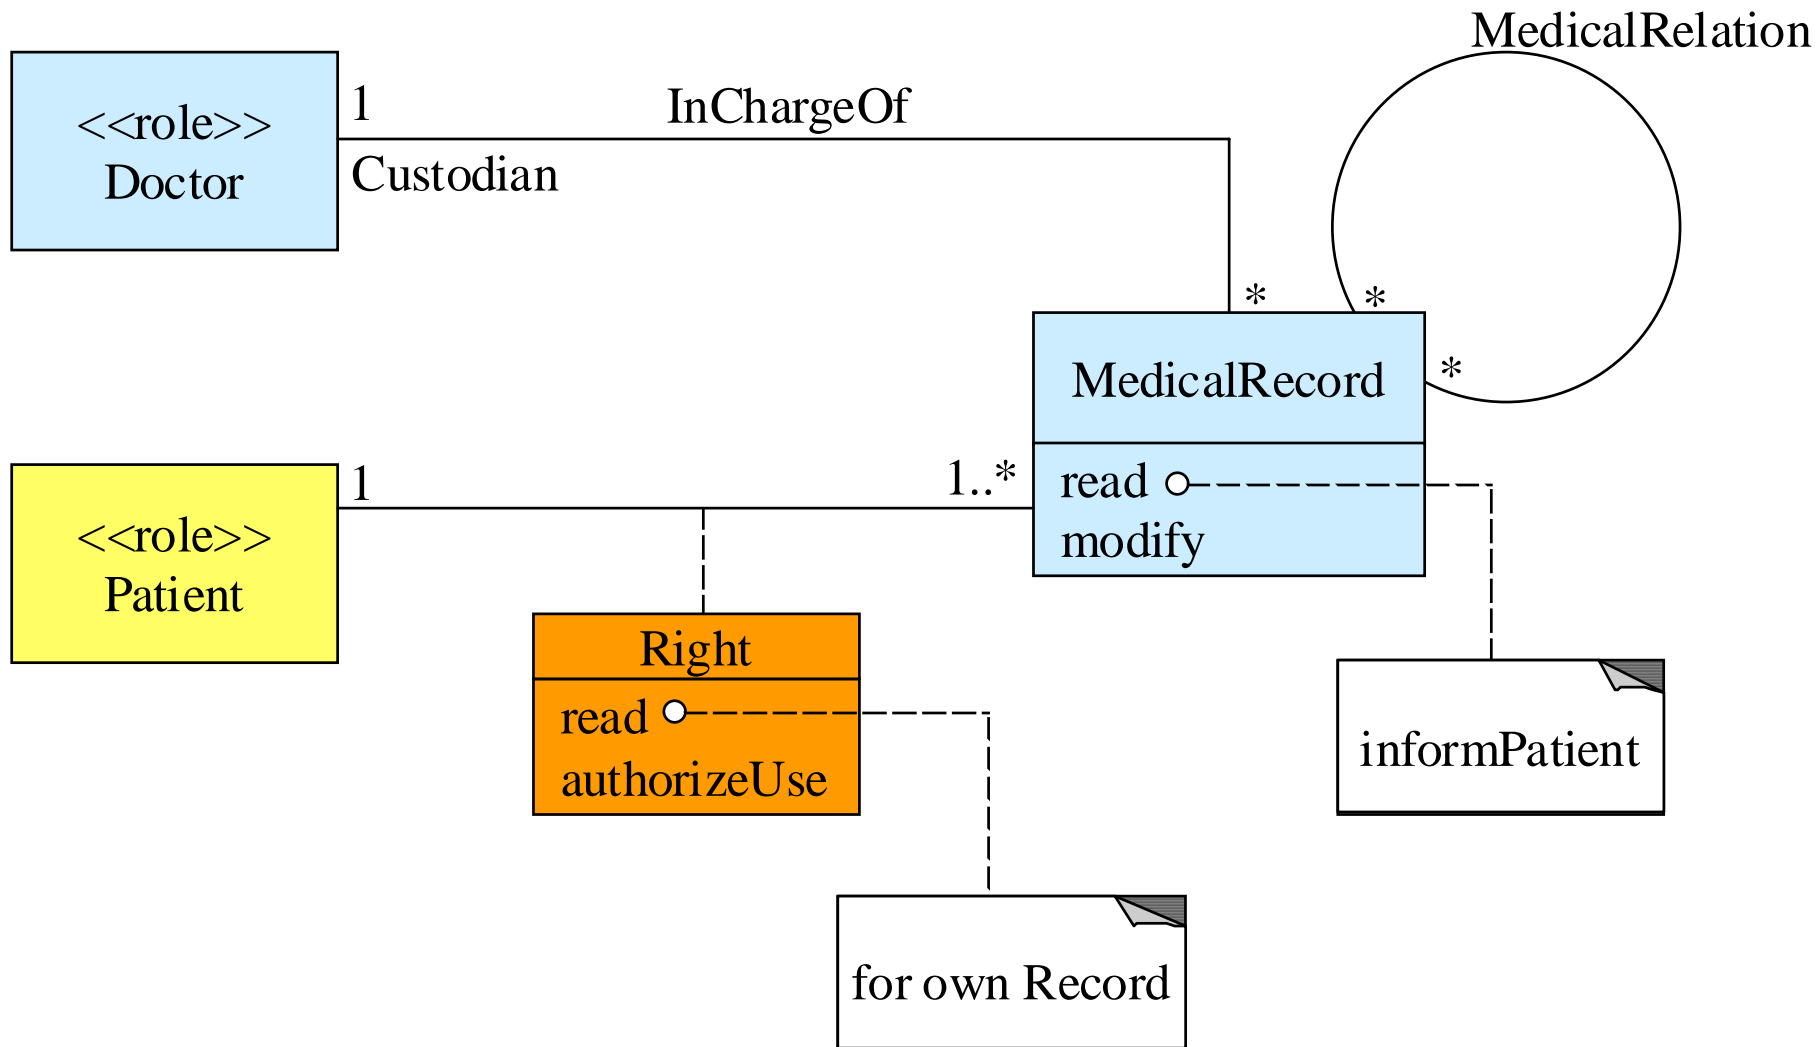 MedicalRelation
<<role>>
Doctor
1
InChargeOf
Custodian
*
*
*
MedicalRecord
read
modify
1
1..*
<<role>>
Patient
Right
read
authorizeUse
informPatient
for own Record